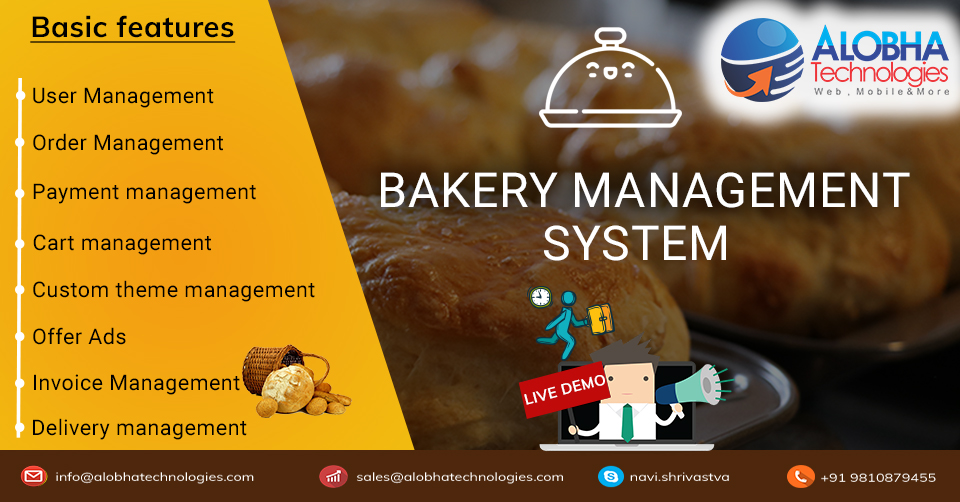 Basic features
User Management
Order Management
Payment management
Cart management
Custom theme management
Offer Ads
Invoice Management
Delivery management
ALOBHA
Technologies
Web , Mobile & More
BAKERY MANAGEMENT
SYSTEM
LIVE DEMO
info@alobhatechnologies.com
sales@alobhatechnologies.com
navi.shrivastva
+91 9810879455